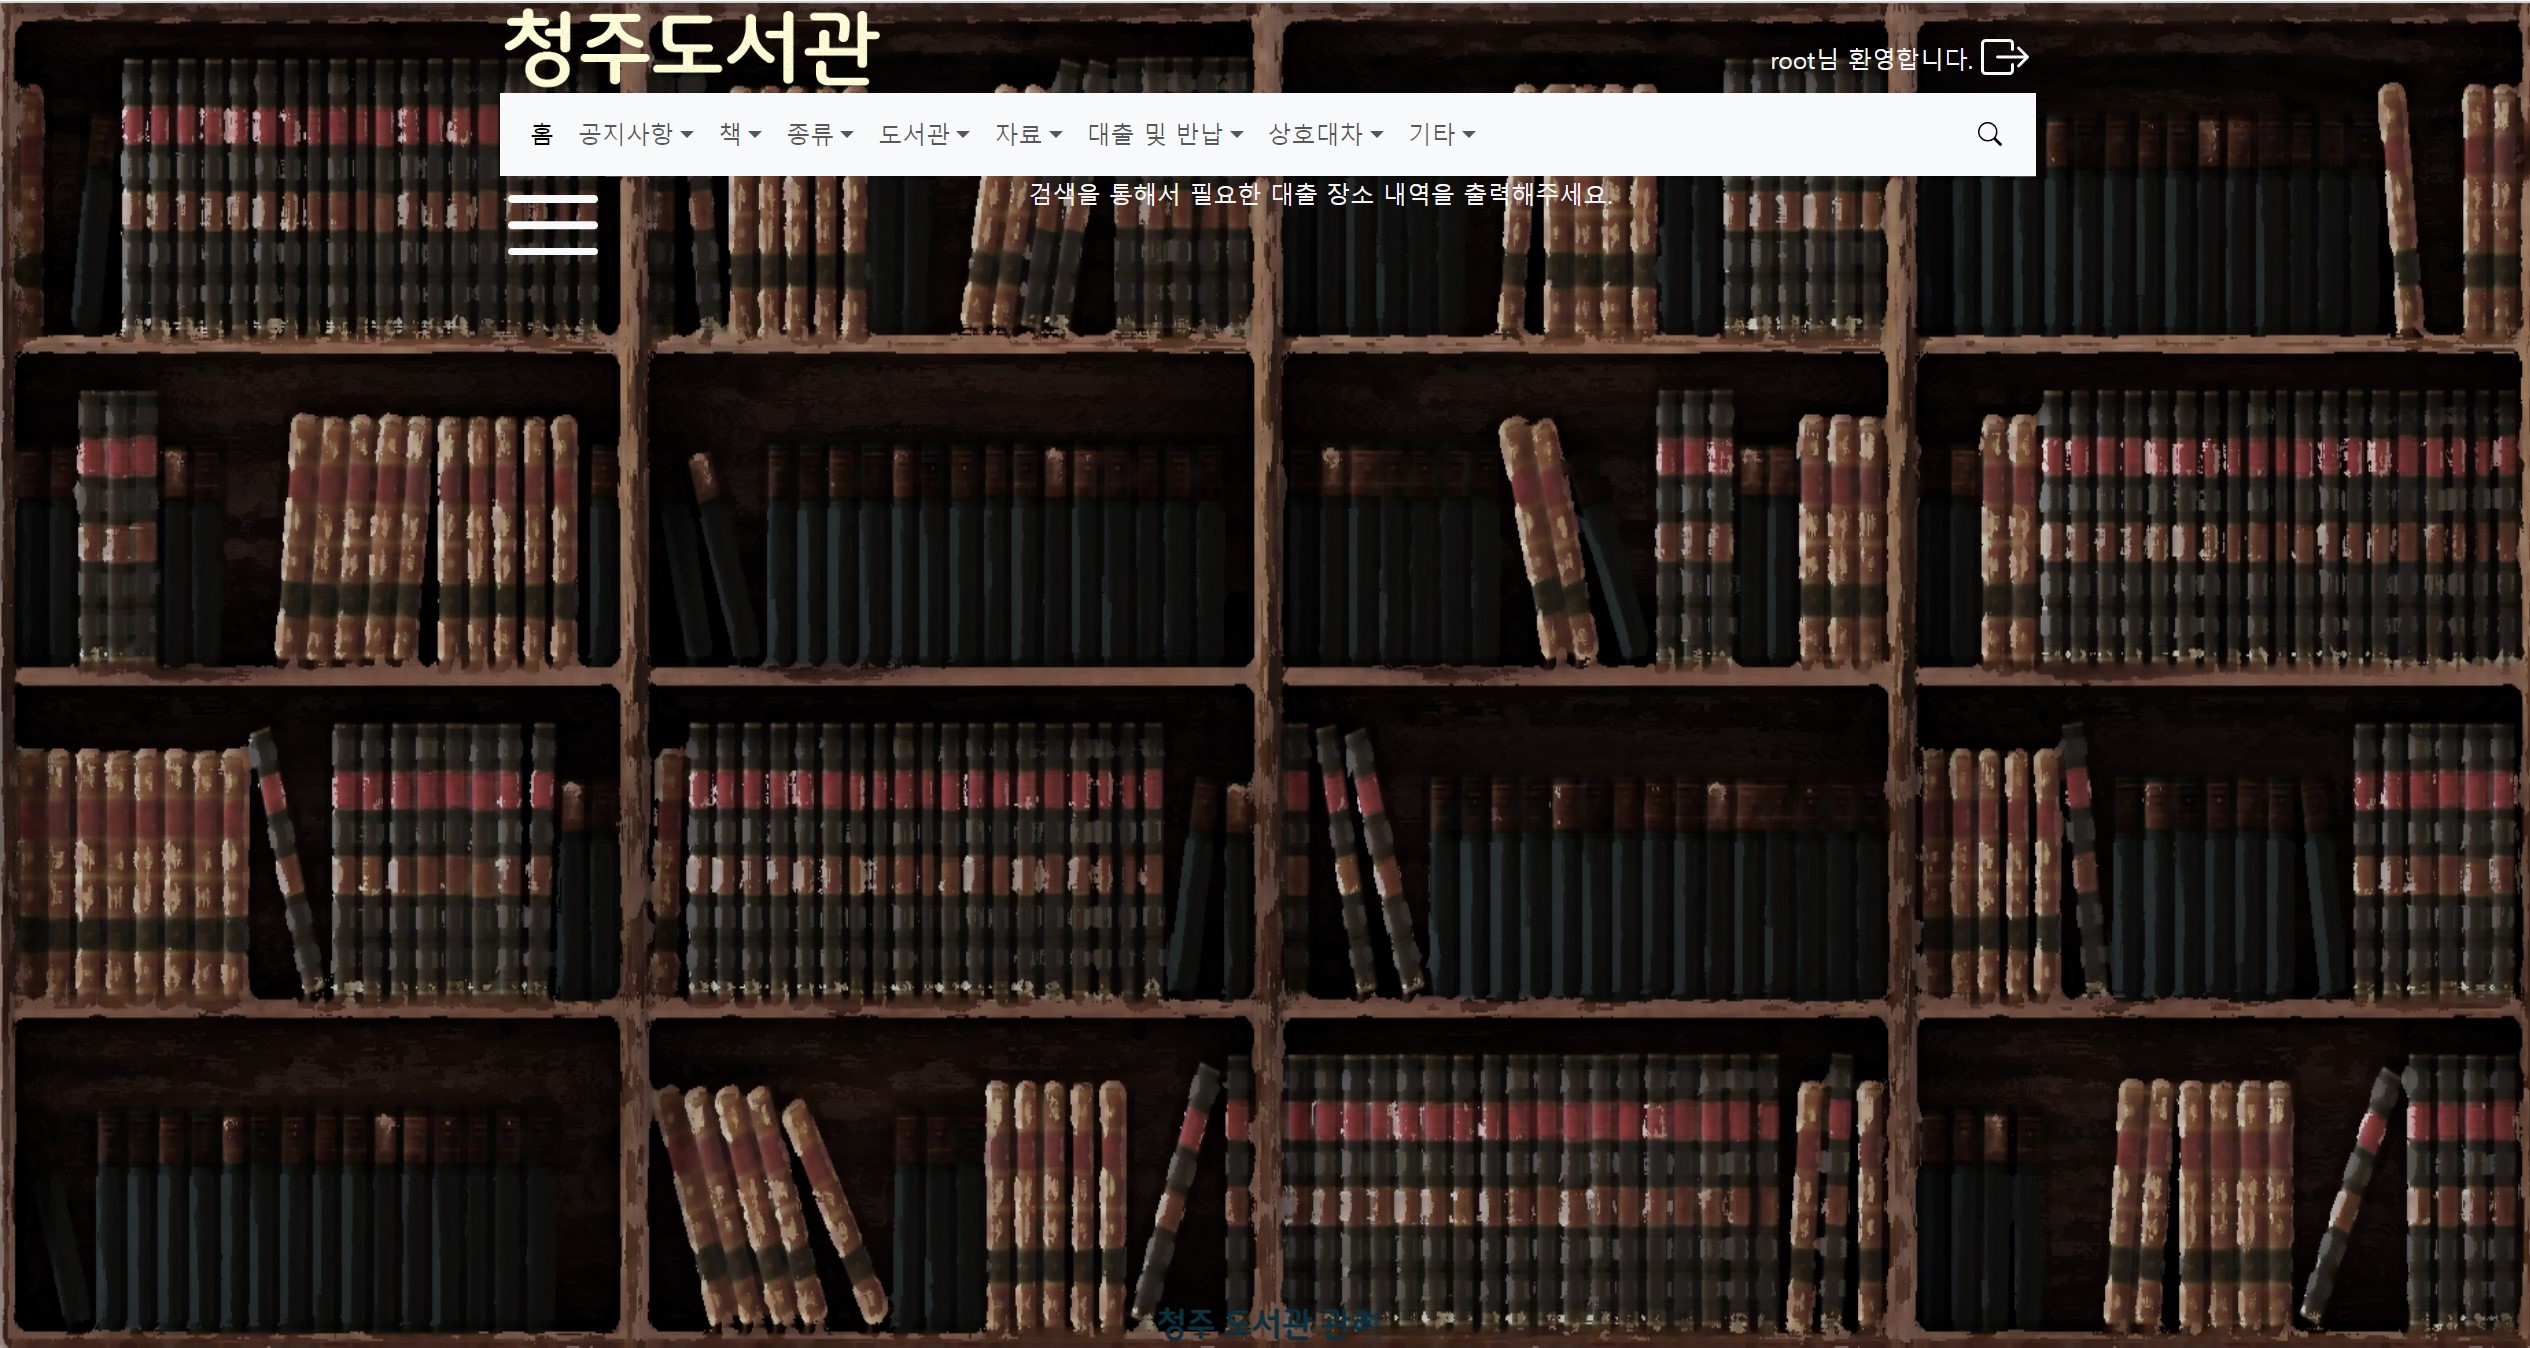 청주도서관
root님 환영합니다.
홈 공지사항 책 종류 도서관 자료 대출 및 반납 상호대차 기타
검색을 통해서 필요한 대출 장소 내역을 출력해주세요.
청주 도서관 관리